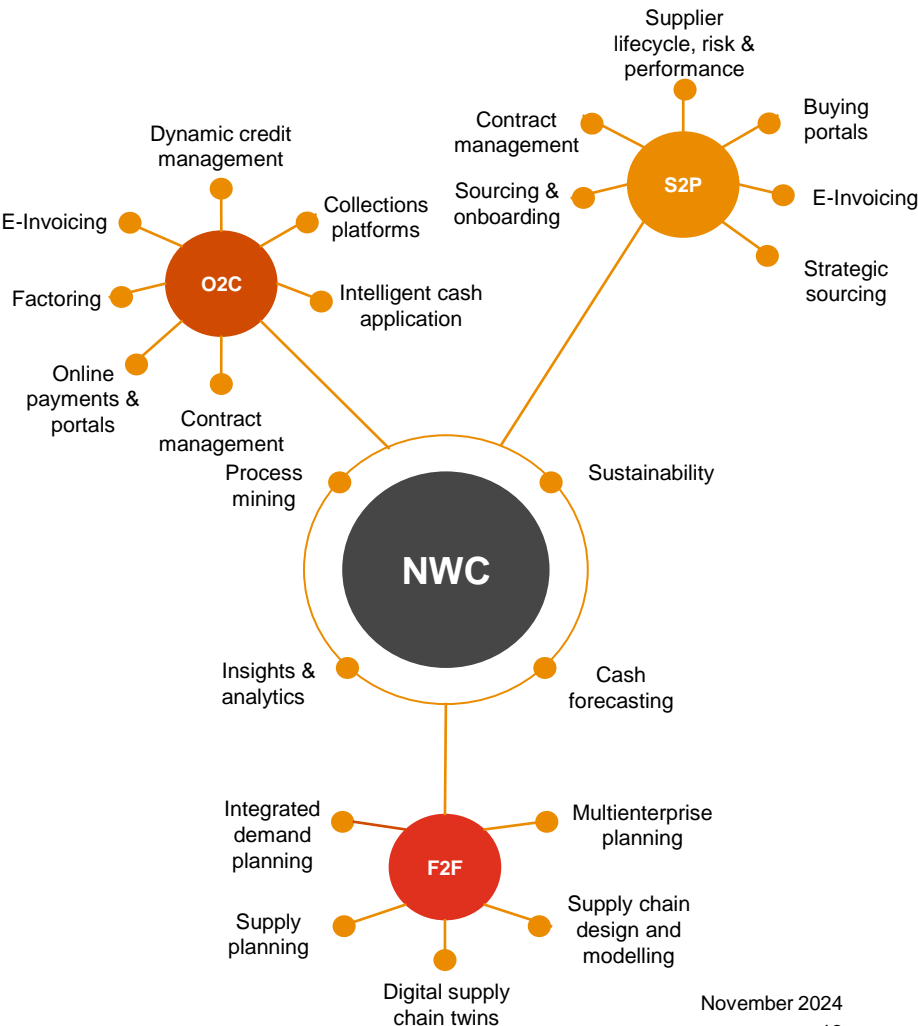 Supplier
lifecycle, risk &
performance
Contract
management
Buying
portals
S2P
Sourcing &
onboarding
E-Invoicing
Strategic
sourcing
Dynamic credit
management
E-Invoicing
Collections
platforms
O2C
Factoring
Intelligent cash
application
Online
payments &
portals
Contract
management
Process
mining
Sustainability
NWC
Insights &
analytics
Cash
forecasting
Integrated
demand
planning
Multienterprise
planning
F2F
Supply
planning
Supply chain
design and
modelling
Digital supply
chain twins
November 2024